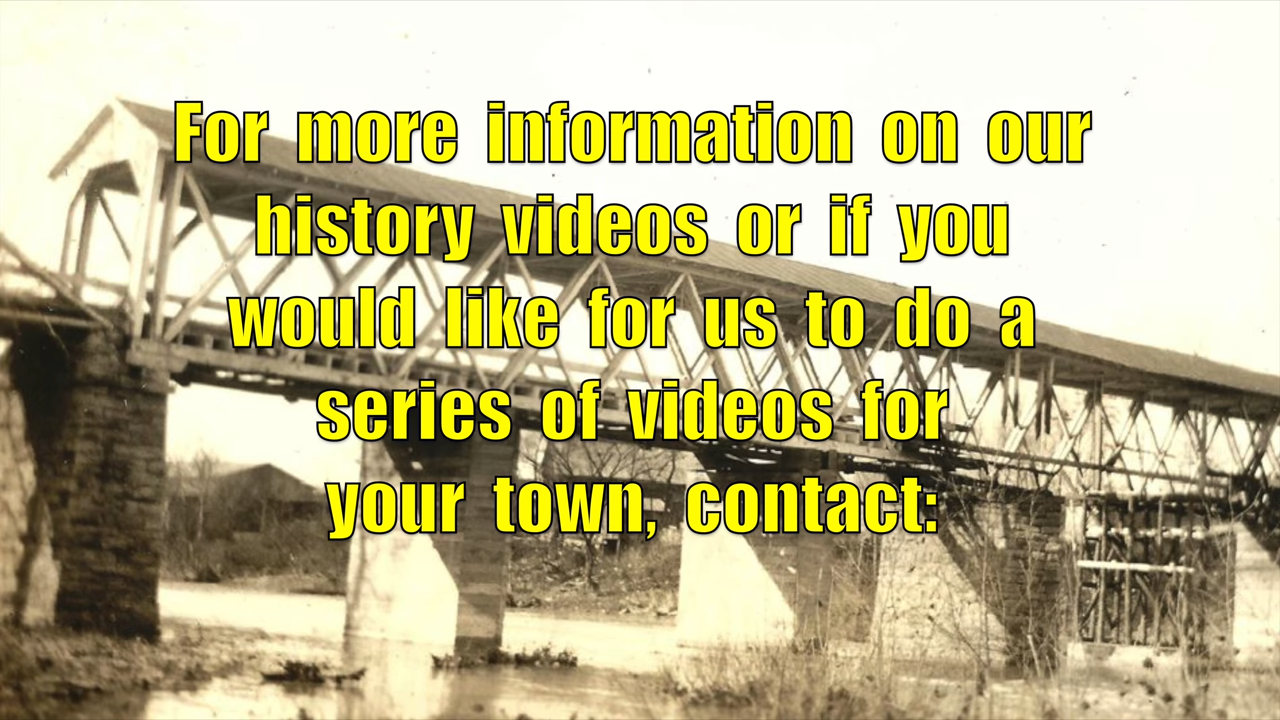 For more information on our
history videos or if you
would like for us to do a
series of videos for
your town, contact: